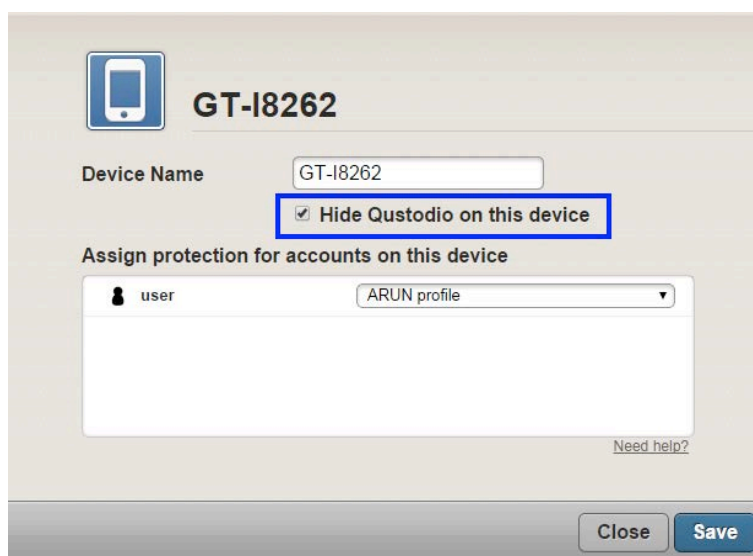 GT-I8262
Device Name
GT-I8262
Hide Qustodio on this device
Assign protection for accounts on this device
user
ARUN profile
Need help?
Close
Save